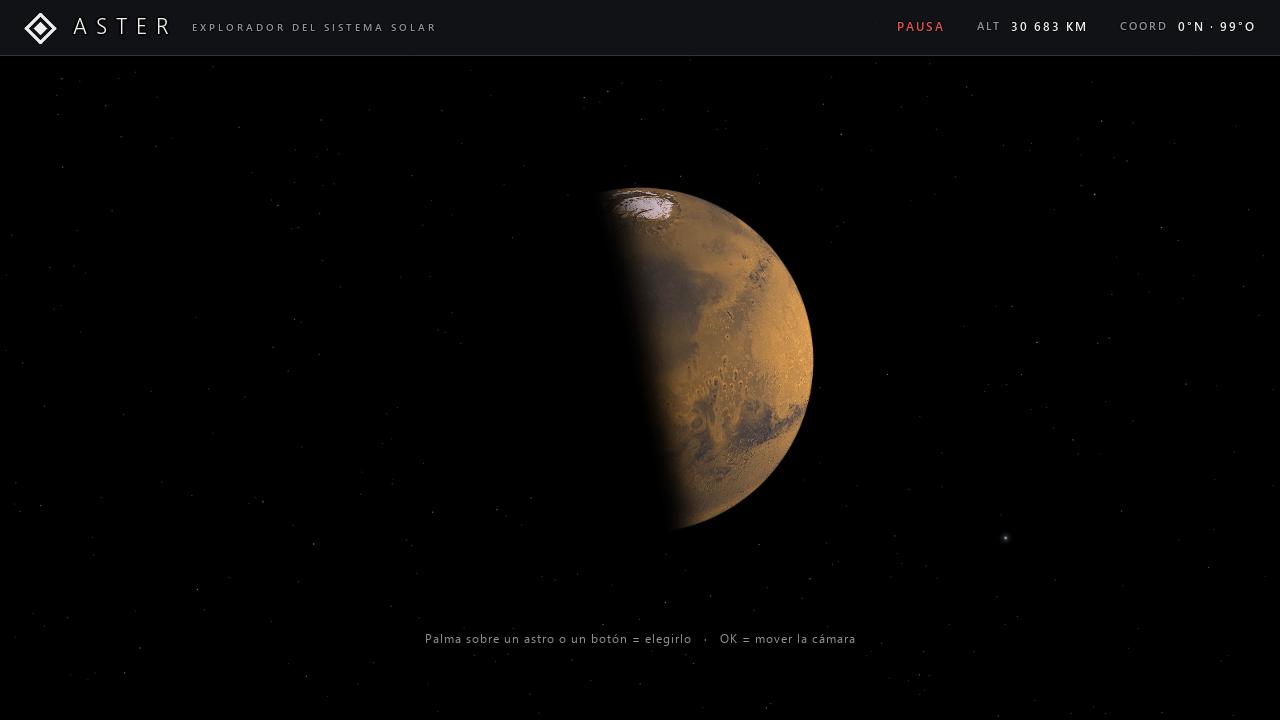 ASTER EXPLORADOR DEL SISTEMA SOLAR PAUSA ALT 30 683 KM COORD 0°N · 99°O
Palma sobre un astro o un botón = elegirlo · OK = mover la cámara